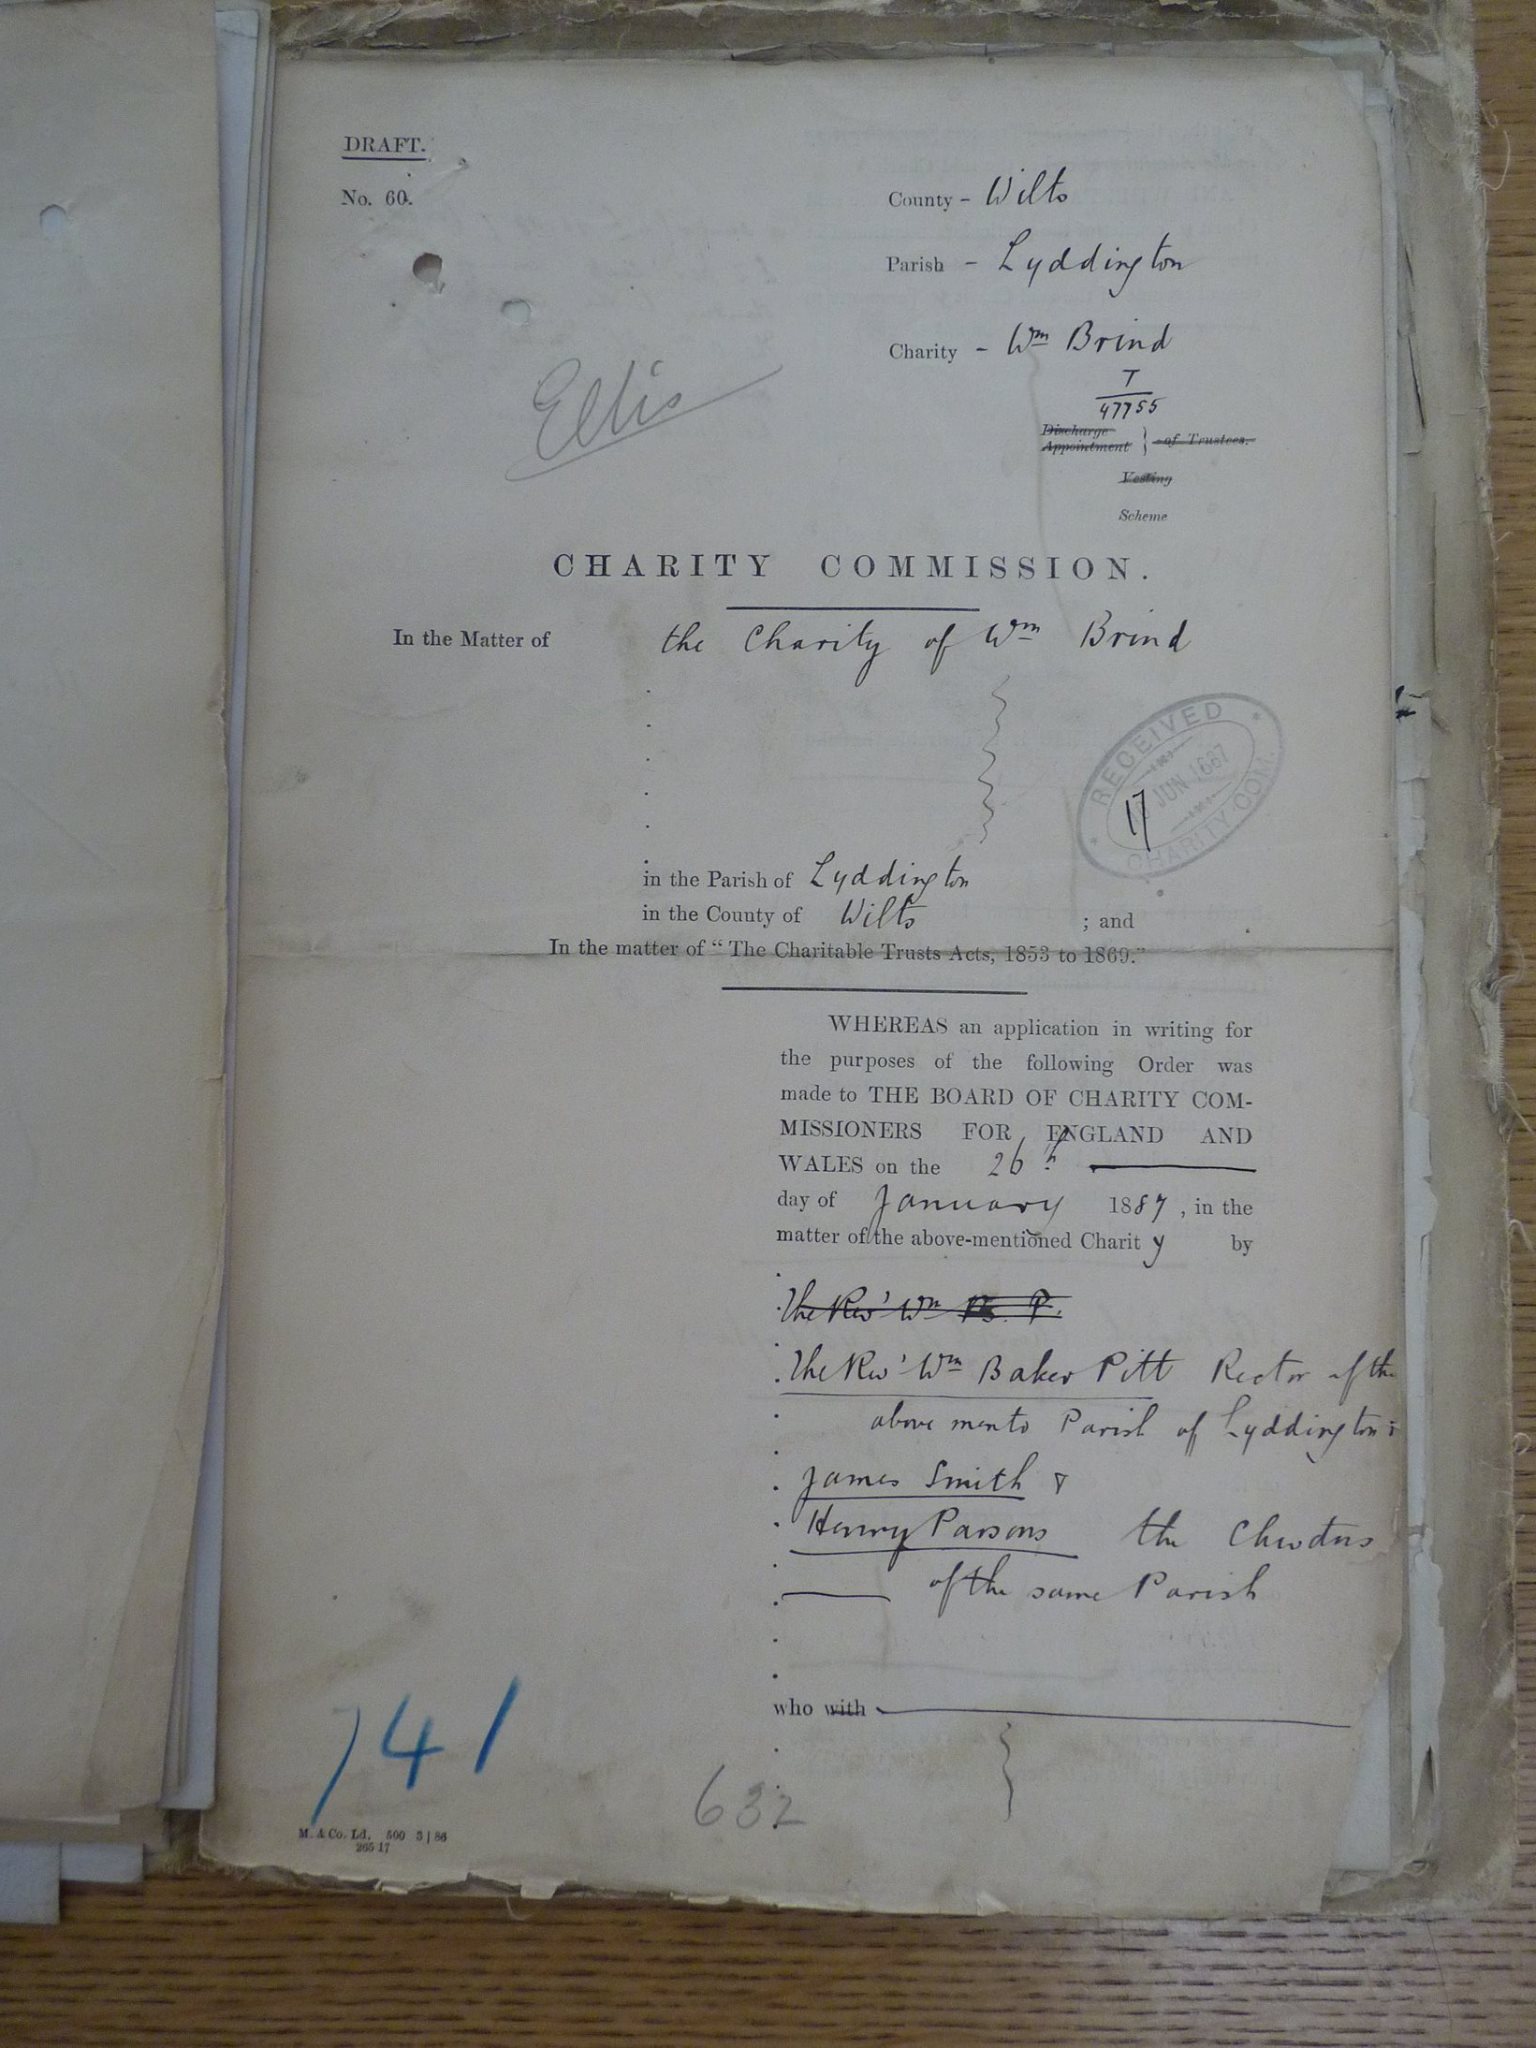 DRAFT.
No. 60.
County - Wilts
Parish - Lyddington
Charity - Wm Brind
T
47755
Discharge
Appointment } of Trustees.
Vesting
Scheme
Ellis
CHARITY COMMISSION.
In the Matter of the Charity of Wm Brind
RECEIVED
17 JUN 1887
CHARITY COM.
in the Parish of Lyddington
in the County of Wilts ; and
In the matter of "The Charitable Trusts Acts, 1853 to 1869."
WHEREAS an application in writing for
the purposes of the following Order was
made to THE BOARD OF CHARITY COM-
MISSIONERS FOR ENGLAND AND
WALES on the 26th
day of January 1887, in the
matter of the above-mentioned Charity by
The Revd Wm B. P.
The Revd Wm Baker Pitt Rector of the
above mentd Parish of Lyddington :
James Smith &
Henry Parsons the Chwdns
of the same Parish
who with
741
632
M. & Co. Ld. 500 3|86
265 17